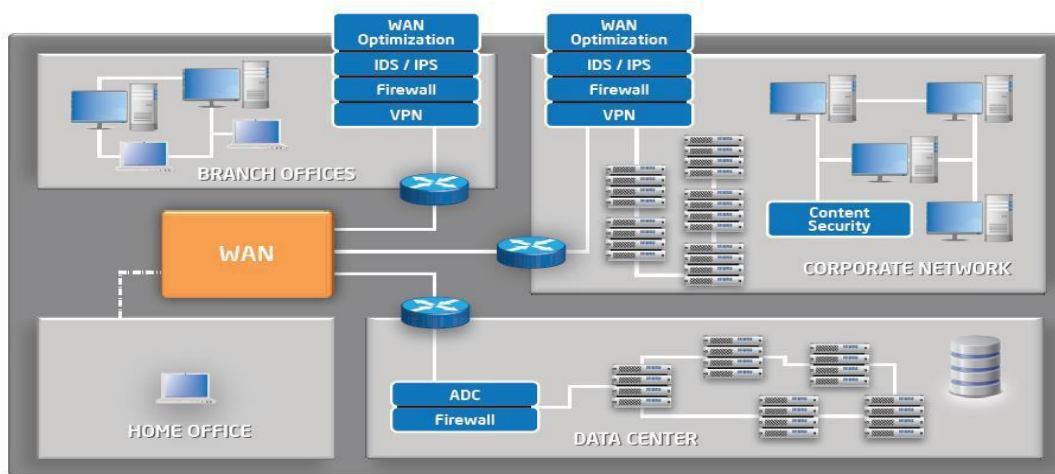 WAN
Optimization
IDS / IPS
Firewall
VPN
BRANCH OFFICES
WAN
Optimization
IDS / IPS
Firewall
VPN
Content
Security
CORPORATE NETWORK
WAN
HOME OFFICE
ADC
Firewall
DATA CENTER